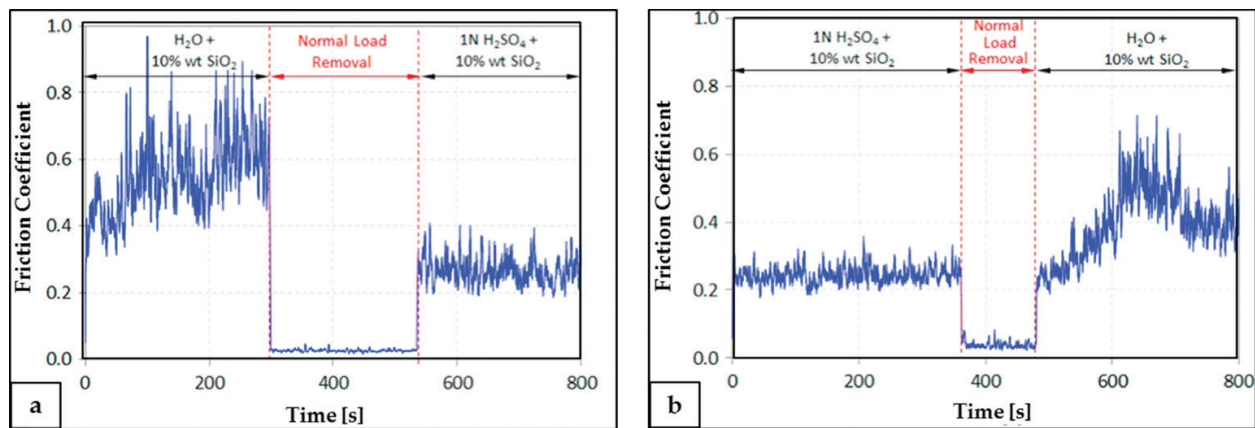 1.0
0.8
0.6
0.4
0.2
0.0
Friction Coefficient
H₂O +
10% wt SiO₂
Normal Load
Removal
1N H₂SO₄ +
10% wt SiO₂
0 200 400 600 800
Time [s]
a
1.0
0.8
0.6
0.4
0.2
0.0
Friction Coefficient
1N H₂SO₄ +
10% wt SiO₂
Normal
Load
Removal
H₂O +
10% wt SiO₂
0 200 400 600 800
Time [s]
b